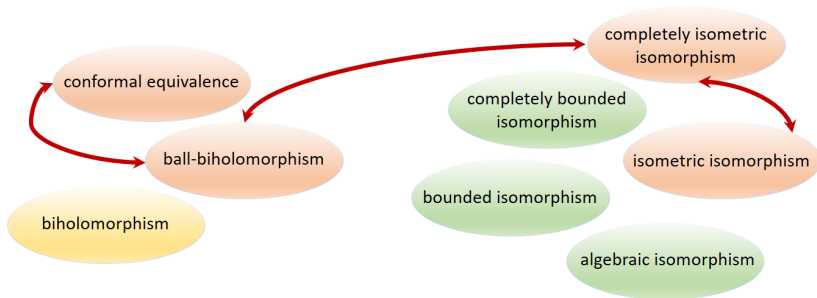 completely isometric
isomorphism
conformal equivalence
completely bounded
isomorphism
ball-biholomorphism
isometric isomorphism
bounded isomorphism
biholomorphism
algebraic isomorphism